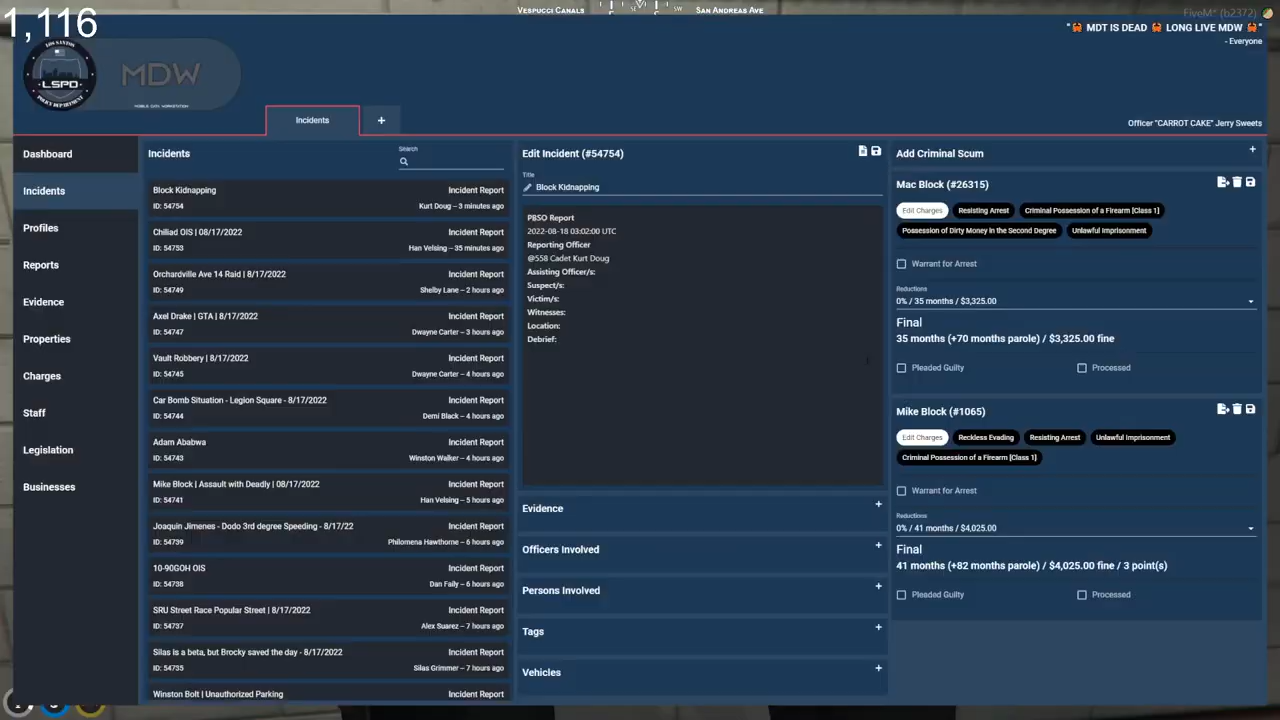 1,116
VESPUCCI CANALS
SW
SAN ANDREAS AVE
FiveM® (b2372)
"🦀 MDT IS DEAD 🦀 LONG LIVE MDW 🦀"
- Everyone
LOS SANTOS
LSPD
POLICE DEPARTMENT
MDW
MOBILE DATA WORKSTATION
Incidents
+
Officer "CARROT CAKE" Jerry Sweets
Dashboard
Incidents
Profiles
Reports
Evidence
Properties
Charges
Staff
Legislation
Businesses
Incidents
Search
Block Kidnapping Incident Report
ID: 54754 Kurt Doug – 3 minutes ago
Chiliad OIS | 08/17/2022 Incident Report
ID: 54753 Han Velsing – 35 minutes ago
Orchardville Ave 14 Raid | 8/17/2022 Incident Report
ID: 54749 Shelby Lane – 2 hours ago
Axel Drake | GTA | 8/17/2022 Incident Report
ID: 54747 Dwayne Carter – 3 hours ago
Vault Robbery | 8/17/2022 Incident Report
ID: 54745 Dwayne Carter – 4 hours ago
Car Bomb Situation - Legion Square - 8/17/2022 Incident Report
ID: 54744 Demi Black – 4 hours ago
Adam Ababwa Incident Report
ID: 54743 Winston Walker – 4 hours ago
Mike Block | Assault with Deadly | 08/17/2022 Incident Report
ID: 54741 Han Velsing – 5 hours ago
Joaquin Jimenes - Dodo 3rd degree Speeding - 8/17/22 Incident Report
ID: 54739 Philomena Hawthorne – 6 hours ago
10-90GOH OIS Incident Report
ID: 54738 Dan Faily – 6 hours ago
SRU Street Race Popular Street | 8/17/2022 Incident Report
ID: 54737 Alex Suarez – 7 hours ago
Silas is a beta, but Brocky saved the day - 8/17/2022 Incident Report
ID: 54735 Silas Grimmer – 7 hours ago
Winston Bolt | Unauthorized Parking Incident Report
Edit Incident (#54754)
Title
Block Kidnapping
PBSO Report
2022-08-18 03:02:00 UTC
Reporting Officer
@558 Cadet Kurt Doug
Assisting Officer/s:
Suspect/s:
Victim/s:
Witnesses:
Location:
Debrief:
Evidence +
Officers Involved +
Persons Involved +
Tags +
Vehicles +
Add Criminal Scum +
Mac Block (#26315)
Edit Charges Resisting Arrest Criminal Possession of a Firearm [Class 1]
Possession of Dirty Money in the Second Degree Unlawful Imprisonment
Warrant for Arrest
Reductions
0% / 35 months / $3,325.00
Final
35 months (+70 months parole) / $3,325.00 fine
Pleaded Guilty Processed
Mike Block (#1065)
Edit Charges Reckless Evading Resisting Arrest Unlawful Imprisonment
Criminal Possession of a Firearm [Class 1]
Warrant for Arrest
Reductions
0% / 41 months / $4,025.00
Final
41 months (+82 months parole) / $4,025.00 fine / 3 point(s)
Pleaded Guilty Processed